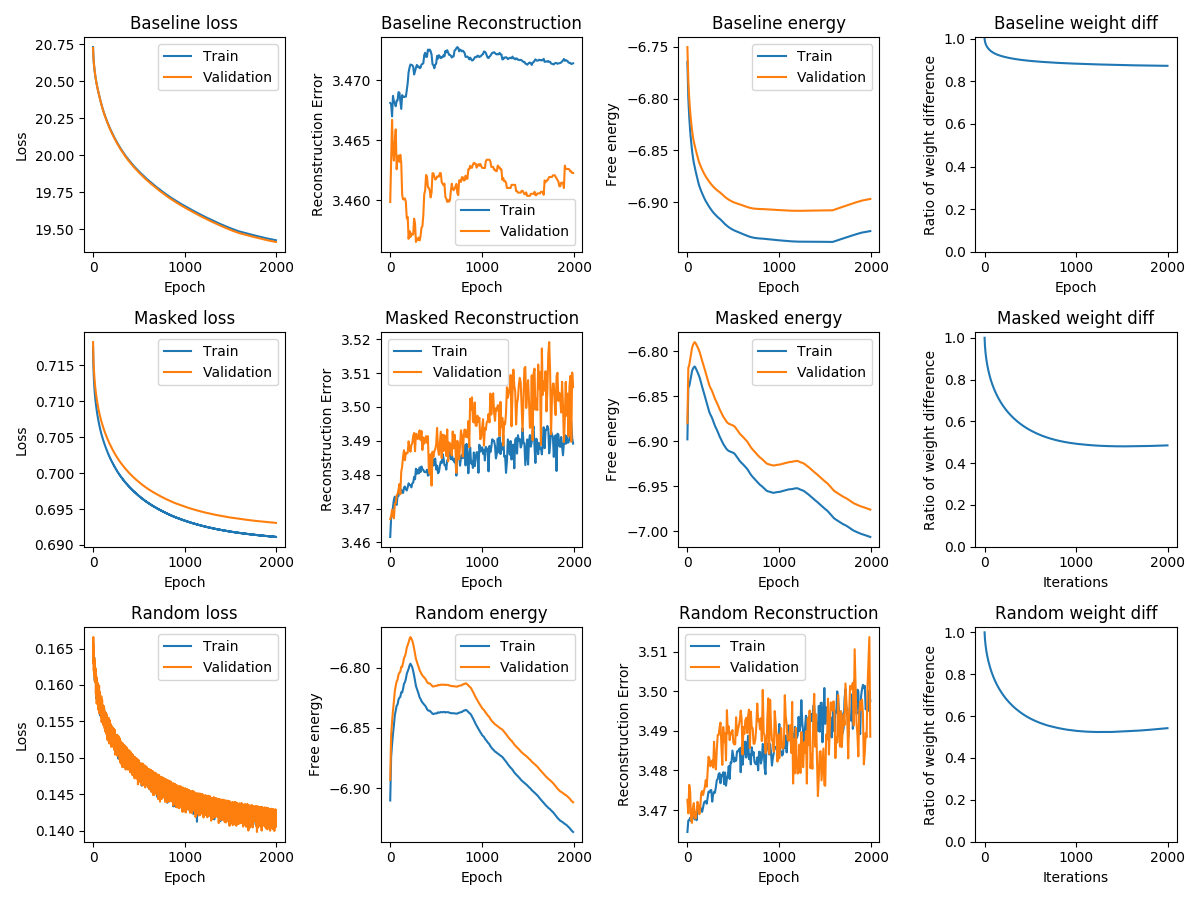 Baseline loss
20.75
20.50
20.25
20.00
19.75
19.50
Loss
Train
Validation
0 1000 2000
Epoch
Baseline Reconstruction
3.470
3.465
3.460
Reconstruction Error
Train
Validation
0 1000 2000
Epoch
Baseline energy
−6.75
−6.80
−6.85
−6.90
Free energy
Train
Validation
0 1000 2000
Epoch
Baseline weight diff
1.0
0.8
0.6
0.4
0.2
0.0
Ratio of weight difference
0 1000 2000
Epoch
Masked loss
0.715
0.710
0.705
0.700
0.695
0.690
Loss
Train
Validation
0 1000 2000
Epoch
Masked Reconstruction
3.52
3.51
3.50
3.49
3.48
3.47
3.46
Reconstruction Error
Train
Validation
0 1000 2000
Epoch
Masked energy
−6.80
−6.85
−6.90
−6.95
−7.00
Free energy
Train
Validation
0 1000 2000
Epoch
Masked weight diff
1.0
0.8
0.6
0.4
0.2
0.0
Ratio of weight difference
0 1000 2000
Iterations
Random loss
0.165
0.160
0.155
0.150
0.145
0.140
Loss
Train
Validation
0 1000 2000
Epoch
Random energy
−6.80
−6.85
−6.90
Free energy
Train
Validation
0 1000 2000
Epoch
Random Reconstruction
3.51
3.50
3.49
3.48
3.47
Reconstruction Error
Train
Validation
0 1000 2000
Epoch
Random weight diff
1.0
0.8
0.6
0.4
0.2
0.0
Ratio of weight difference
0 1000 2000
Iterations